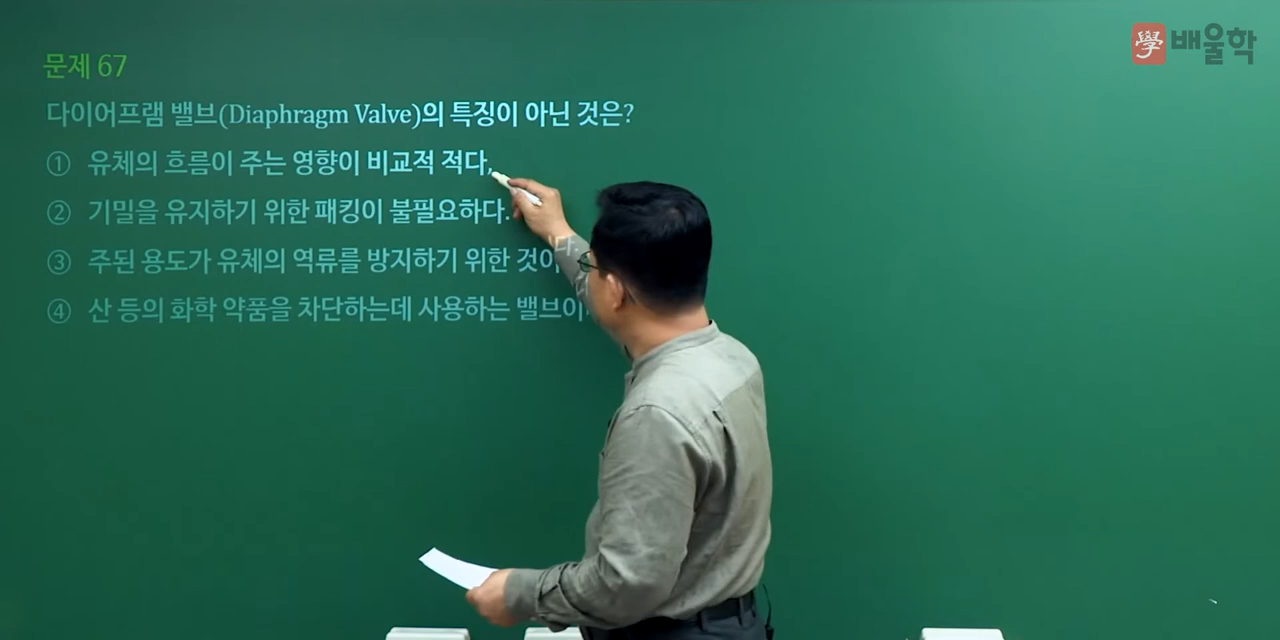 學 배울학
문제 67
다이어프램 밸브(Diaphragm Valve)의 특징이 아닌 것은?
① 유체의 흐름이 주는 영향이 비교적 적다.
② 기밀을 유지하기 위한 패킹이 불필요하다.
③ 주된 용도가 유체의 역류를 방지하기 위한 것이다.
④ 산 등의 화학 약품을 차단하는데 사용하는 밸브이